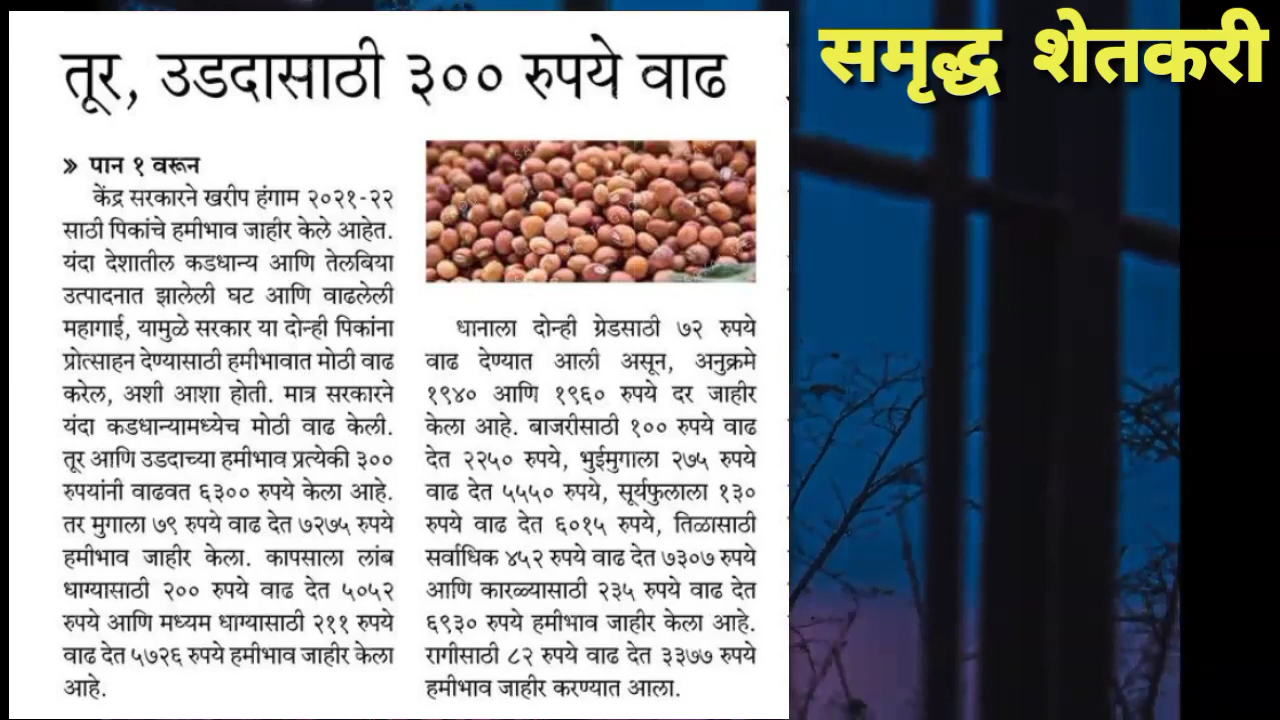 समृद्ध शेतकरी
तूर, उडदासाठी ३०० रुपये वाढ
» पान १ वरून
केंद्र सरकारने खरीप हंगाम २०२१-२२
साठी पिकांचे हमीभाव जाहीर केले आहेत.
यंदा देशातील कडधान्य आणि तेलबिया
उत्पादनात झालेली घट आणि वाढलेली
महागाई, यामुळे सरकार या दोन्ही पिकांना
प्रोत्साहन देण्यासाठी हमीभावात मोठी वाढ
करेल, अशी आशा होती. मात्र सरकारने
यंदा कडधान्यामध्येच मोठी वाढ केली.
तूर आणि उडदाच्या हमीभाव प्रत्येकी ३००
रुपयांनी वाढवत ६३०० रुपये केला आहे.
तर मुगाला ७९ रुपये वाढ देत ७२७५ रुपये
हमीभाव जाहीर केला. कापसाला लांब
धाग्यासाठी २०० रुपये वाढ देत ५०५२
रुपये आणि मध्यम धाग्यासाठी २११ रुपये
वाढ देत ५७२६ रुपये हमीभाव जाहीर केला
आहे.
धानाला दोन्ही ग्रेडसाठी ७२ रुपये
वाढ देण्यात आली असून, अनुक्रमे
१९४० आणि १९६० रुपये दर जाहीर
केला आहे. बाजरीसाठी १०० रुपये वाढ
देत २२५० रुपये, भुईमुगाला २७५ रुपये
वाढ देत ५५५० रुपये, सूर्यफुलाला १३०
रुपये वाढ देत ६०१५ रुपये, तिळासाठी
सर्वाधिक ४५२ रुपये वाढ देत ७३०७ रुपये
आणि कारळ्यासाठी २३५ रुपये वाढ देत
६९३० रुपये हमीभाव जाहीर केला आहे.
रागीसाठी ८२ रुपये वाढ देत ३३७७ रुपये
हमीभाव जाहीर करण्यात आला.